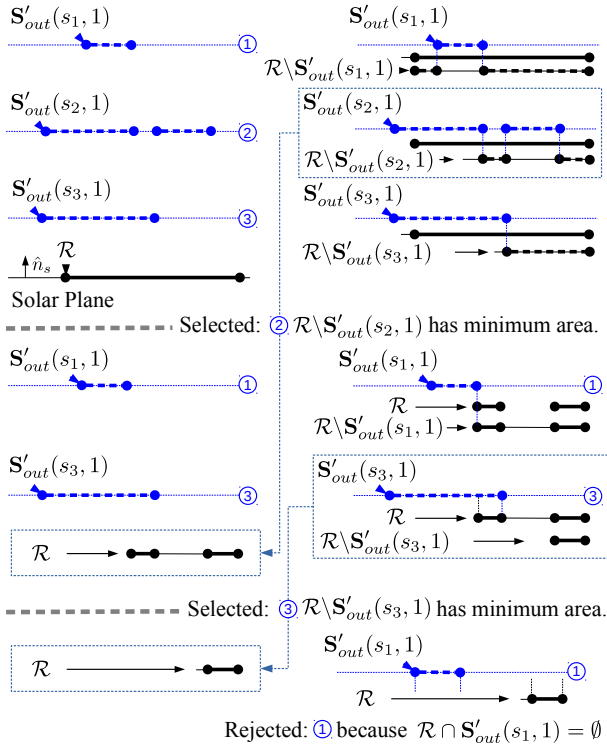 S′out(s1, 1)
①
S′out(s2, 1)
②
S′out(s3, 1)
③
n̂s
R
Solar Plane
S′out(s1, 1)
R\S′out(s1, 1)
S′out(s2, 1)
R\S′out(s2, 1)
S′out(s3, 1)
R\S′out(s3, 1)
Selected: ② R\S′out(s2, 1) has minimum area.
S′out(s1, 1)
①
S′out(s3, 1)
③
R
S′out(s1, 1)
①
R
R\S′out(s1, 1)
S′out(s3, 1)
③
R
R\S′out(s3, 1)
Selected: ③ R\S′out(s3, 1) has minimum area.
R
S′out(s1, 1)
①
R
Rejected: ① because R ∩ S′out(s1, 1) = ∅